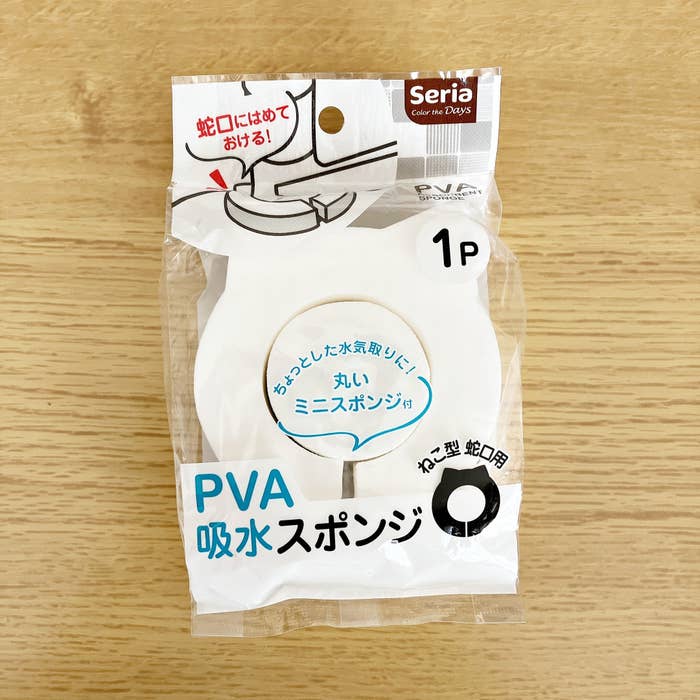 Seria
Color the Days
蛇口にはめて
おける!
PVA
ABSORBENT
SPONGE
1P
ちょっとした水気取りに!
丸い
ミニスポンジ付
ねこ型 蛇口用
PVA
吸水スポンジ